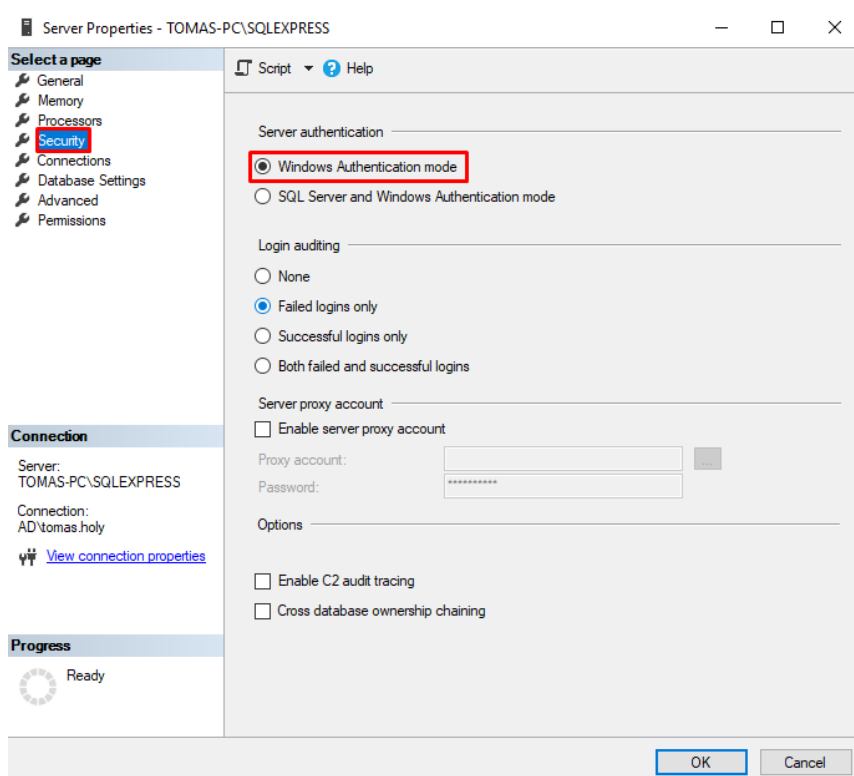 Server Properties - TOMAS-PC\SQLEXPRESS
Select a page
General
Memory
Processors
Security
Connections
Database Settings
Advanced
Permissions
Script
Help
Server authentication
Windows Authentication mode
SQL Server and Windows Authentication mode
Login auditing
None
Failed logins only
Successful logins only
Both failed and successful logins
Server proxy account
Enable server proxy account
Proxy account:
...
Password:
**********
Options
Enable C2 audit tracing
Cross database ownership chaining
Connection
Server:
TOMAS-PC\SQLEXPRESS
Connection:
AD\tomas.holy
View connection properties
Progress
Ready
OK
Cancel